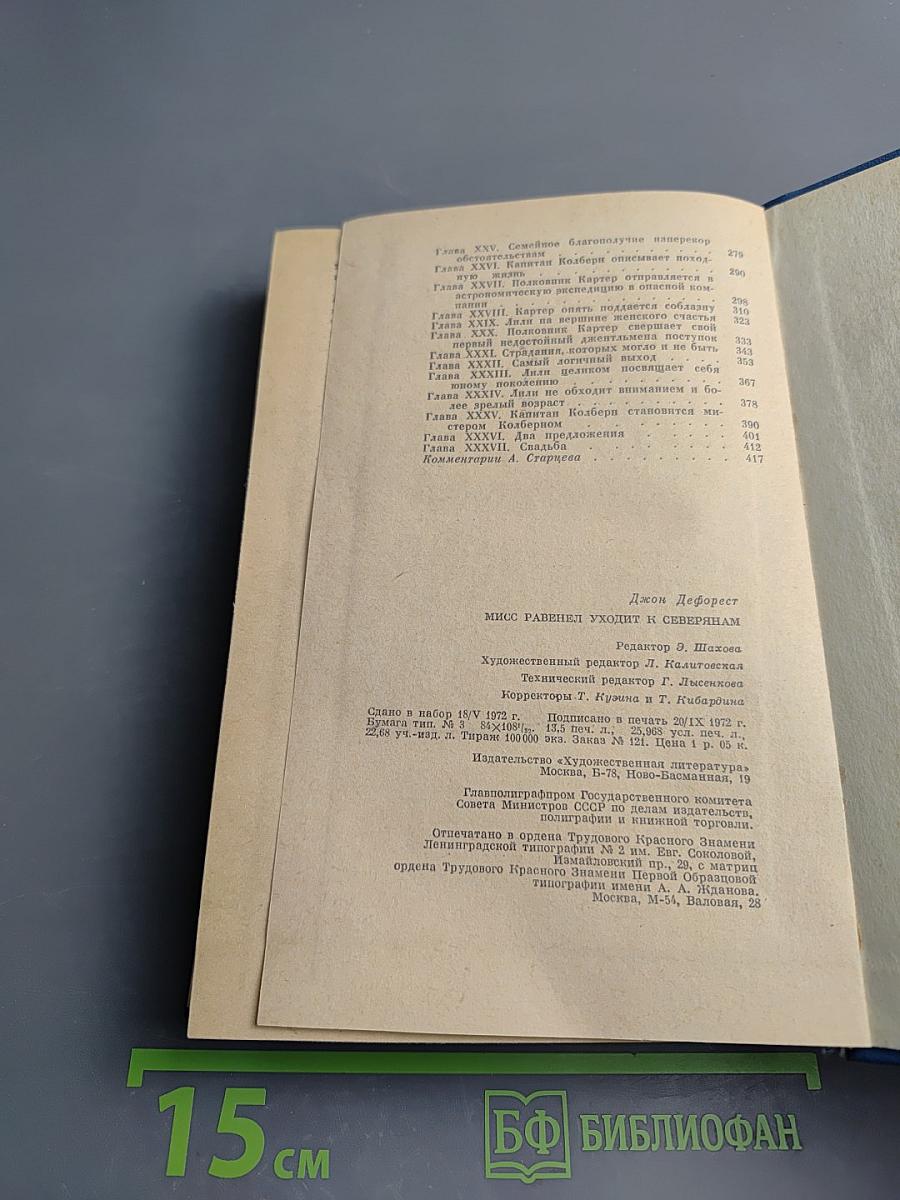 Глава XXV. Семейное благополучие наперекор
обстоятельствам . . . . . . . . . . 279
Глава XXVI. Капитан Колберн описывает поход-
ную жизнь . . . . . . . . . . 290
Глава XXVII. Полковник Картер отправляется в
астрономическую экспедицию в опасной ком-
пании . . . . . . . . . . 298
Глава XXVIII. Картер опять поддается соблазну 310
Глава XXIX. Лили на вершине женского счастья 323
Глава XXX. Полковник Картер свершает свой
первый недостойный джентльмена поступок 333
Глава XXXI. Страдания, которых могло и не быть 343
Глава XXXII. Самый логичный выход . . . . 353
Глава XXXIII. Лили целиком посвящает себя
юному поколению . . . . . . . . 367
Глава XXXIV. Лили не обходит вниманием и бо-
лее зрелый возраст . . . . . . . . . 378
Глава XXXV. Капитан Колберн становится ми-
стером Колберном . . . . . . . 390
Глава XXXVI. Два предложения . . . . . 401
Глава XXXVII. Свадьба . . . . . . . . 412
Комментарии А. Старцева . . . . . . . . . 417
Джон Дефорест
МИСС РАВЕНЕЛ УХОДИТ К СЕВЕРЯНАМ
Редактор Э. Шахова
Художественный редактор Л. Калитовская
Технический редактор Г. Лысенкова
Корректоры Т. Кузина и Т. Кибардина
Сдано в набор 18/V 1972 г. Подписано в печать 20/IX 1972 г.
Бумага тип. № 3 84×108¹/₃₂. 13,5 печ. л., 25,968 усл. печ. л.,
22,68 уч.-изд. л. Тираж 100 000 экз. Заказ № 121. Цена 1 р. 05 к.
Издательство «Художественная литература»
Москва, Б-78, Ново-Басманная, 19
Главполиграфпром Государственного комитета
Совета Министров СССР по делам издательств,
полиграфии и книжной торговли.
Отпечатано в ордена Трудового Красного Знамени
Ленинградской типографии № 2 им. Евг. Соколовой,
Измайловский пр., 29, с матриц
ордена Трудового Красного Знамени Первой Образцовой
типографии имени А. А. Жданова.
Москва, М-54, Валовая, 28
15 см
БФ БИБЛИОФАН